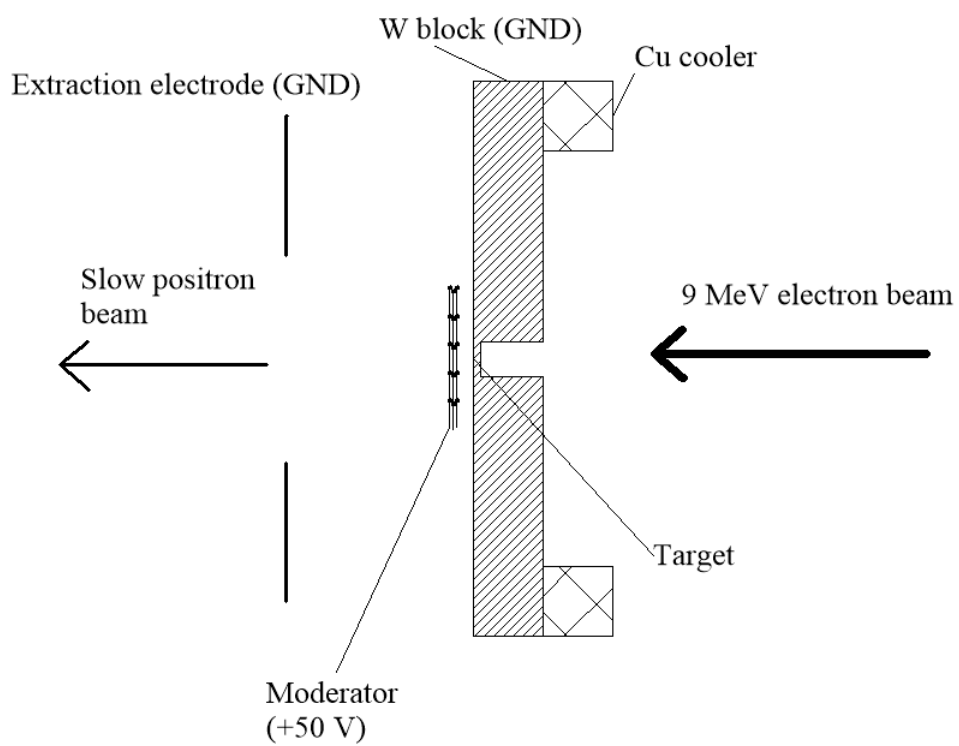 W block (GND)
Cu cooler
Extraction electrode (GND)
Slow positron
beam
9 MeV electron beam
Target
Moderator
(+50 V)